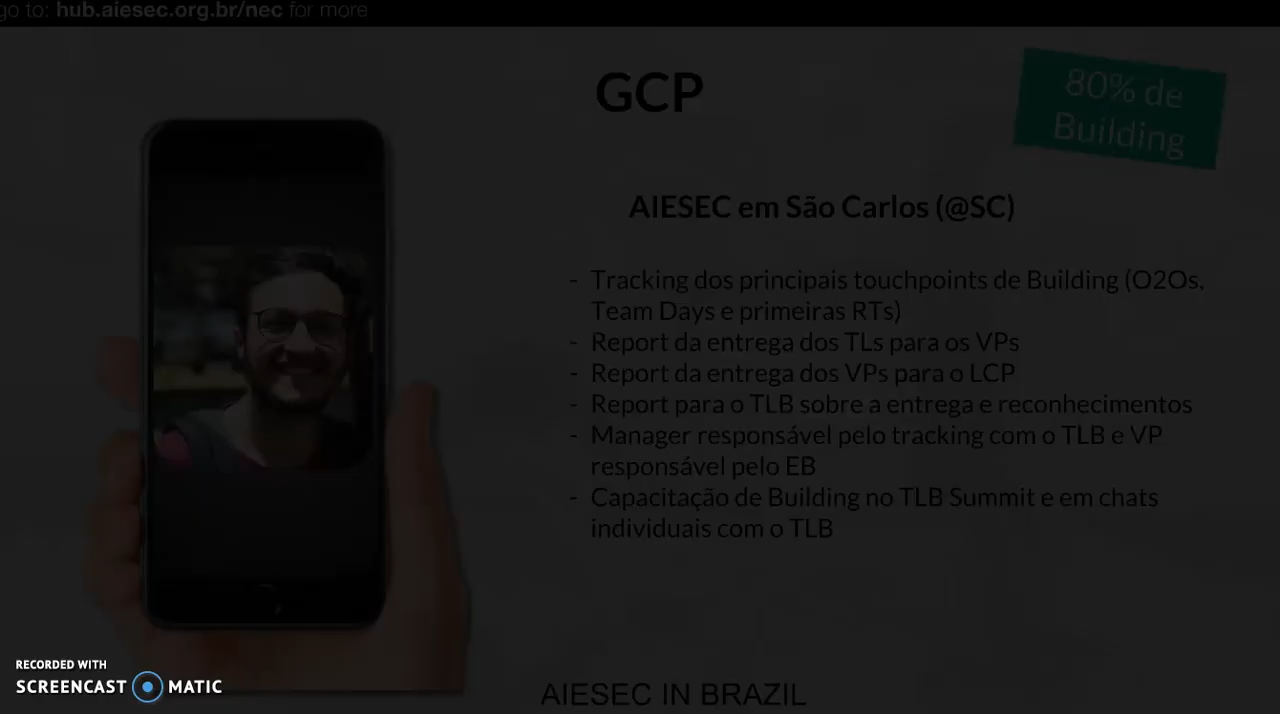 go to: hub.aiesec.org.br/nec for more
GCP
80% de
Building
AIESEC em São Carlos (@SC)
- Tracking dos principais touchpoints de Building (O2Os,
Team Days e primeiras RTs)
- Report da entrega dos TLs para os VPs
- Report da entrega dos VPs para o LCP
- Report para o TLB sobre a entrega e reconhecimentos
- Manager responsável pelo tracking com o TLB e VP
responsável pelo EB
- Capacitação de Building no TLB Summit e em chats
individuais com o TLB
RECORDED WITH
SCREENCAST MATIC
AIESEC IN BRAZIL